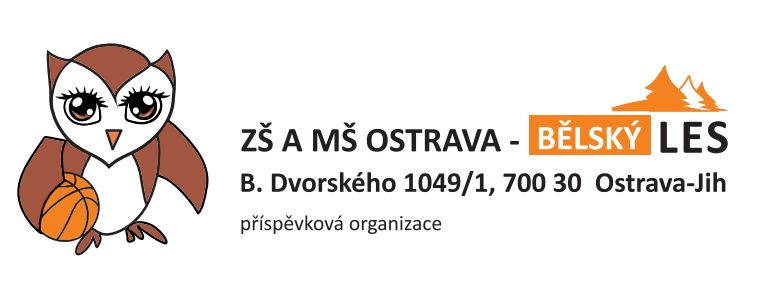 ZŠ A MŠ OSTRAVA - BĚLSKÝ LES
B. Dvorského 1049/1, 700 30 Ostrava-Jih
příspěvková organizace